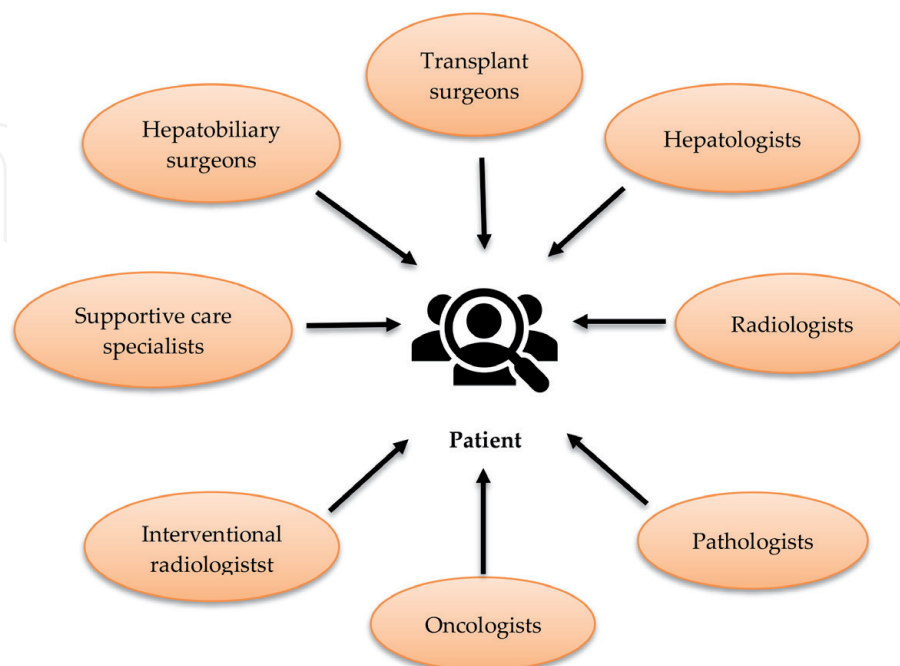 Transplant
surgeons
Hepatobiliary
surgeons
Hepatologists
Supportive care
specialists
Radiologists
Patient
Interventional
radiologistst
Pathologists
Oncologists